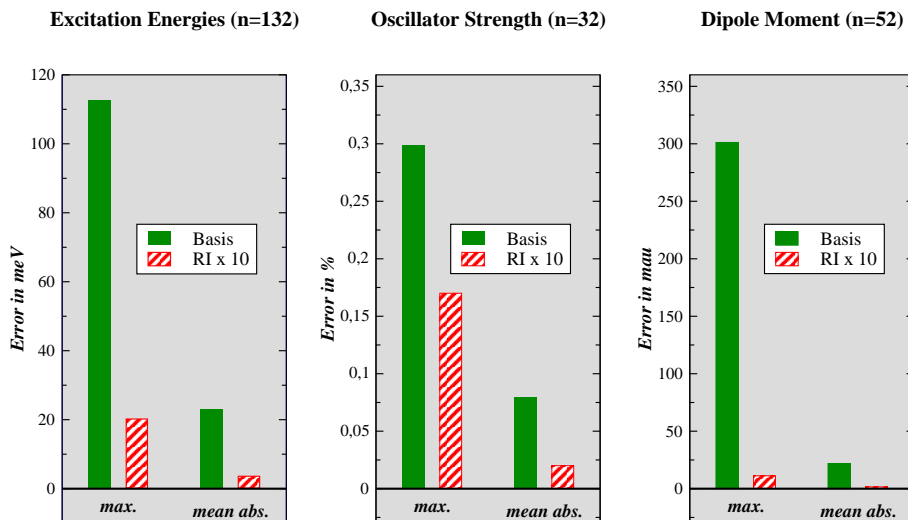 Excitation Energies (n=132)
Oscillator Strength (n=32)
Dipole Moment (n=52)
Error in meV
120
100
80
60
40
20
0
Basis
RI x 10
max.
mean abs.
Error in %
0,35
0,3
0,25
0,2
0,15
0,1
0,05
0
Basis
RI x 10
max.
mean abs.
Error in mau
350
300
250
200
150
100
50
0
Basis
RI x 10
max.
mean abs.